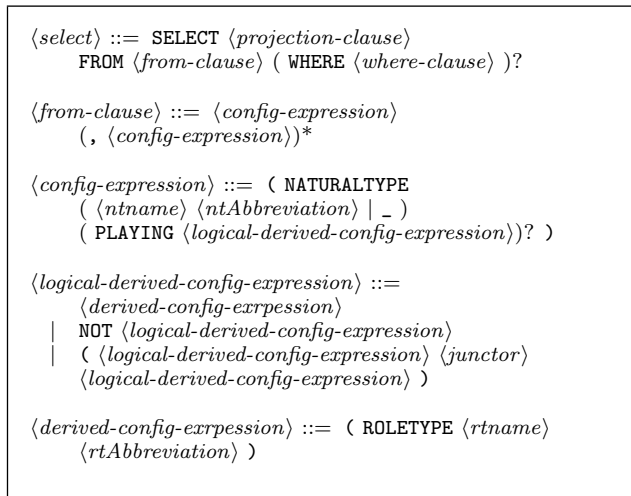 ⟨select⟩ ::= SELECT ⟨projection-clause⟩
FROM ⟨from-clause⟩ ( WHERE ⟨where-clause⟩ )?
⟨from-clause⟩ ::= ⟨config-expression⟩
(, ⟨config-expression⟩)*
⟨config-expression⟩ ::= ( NATURALTYPE
( ⟨ntname⟩ ⟨ntAbbreviation⟩ | _ )
( PLAYING ⟨logical-derived-config-expression⟩)? )
⟨logical-derived-config-expression⟩ ::=
⟨derived-config-exrpession⟩
| NOT ⟨logical-derived-config-expression⟩
| ( ⟨logical-derived-config-expression⟩ ⟨junctor⟩
⟨logical-derived-config-expression⟩ )
⟨derived-config-exrpession⟩ ::= ( ROLETYPE ⟨rtname⟩
⟨rtAbbreviation⟩ )